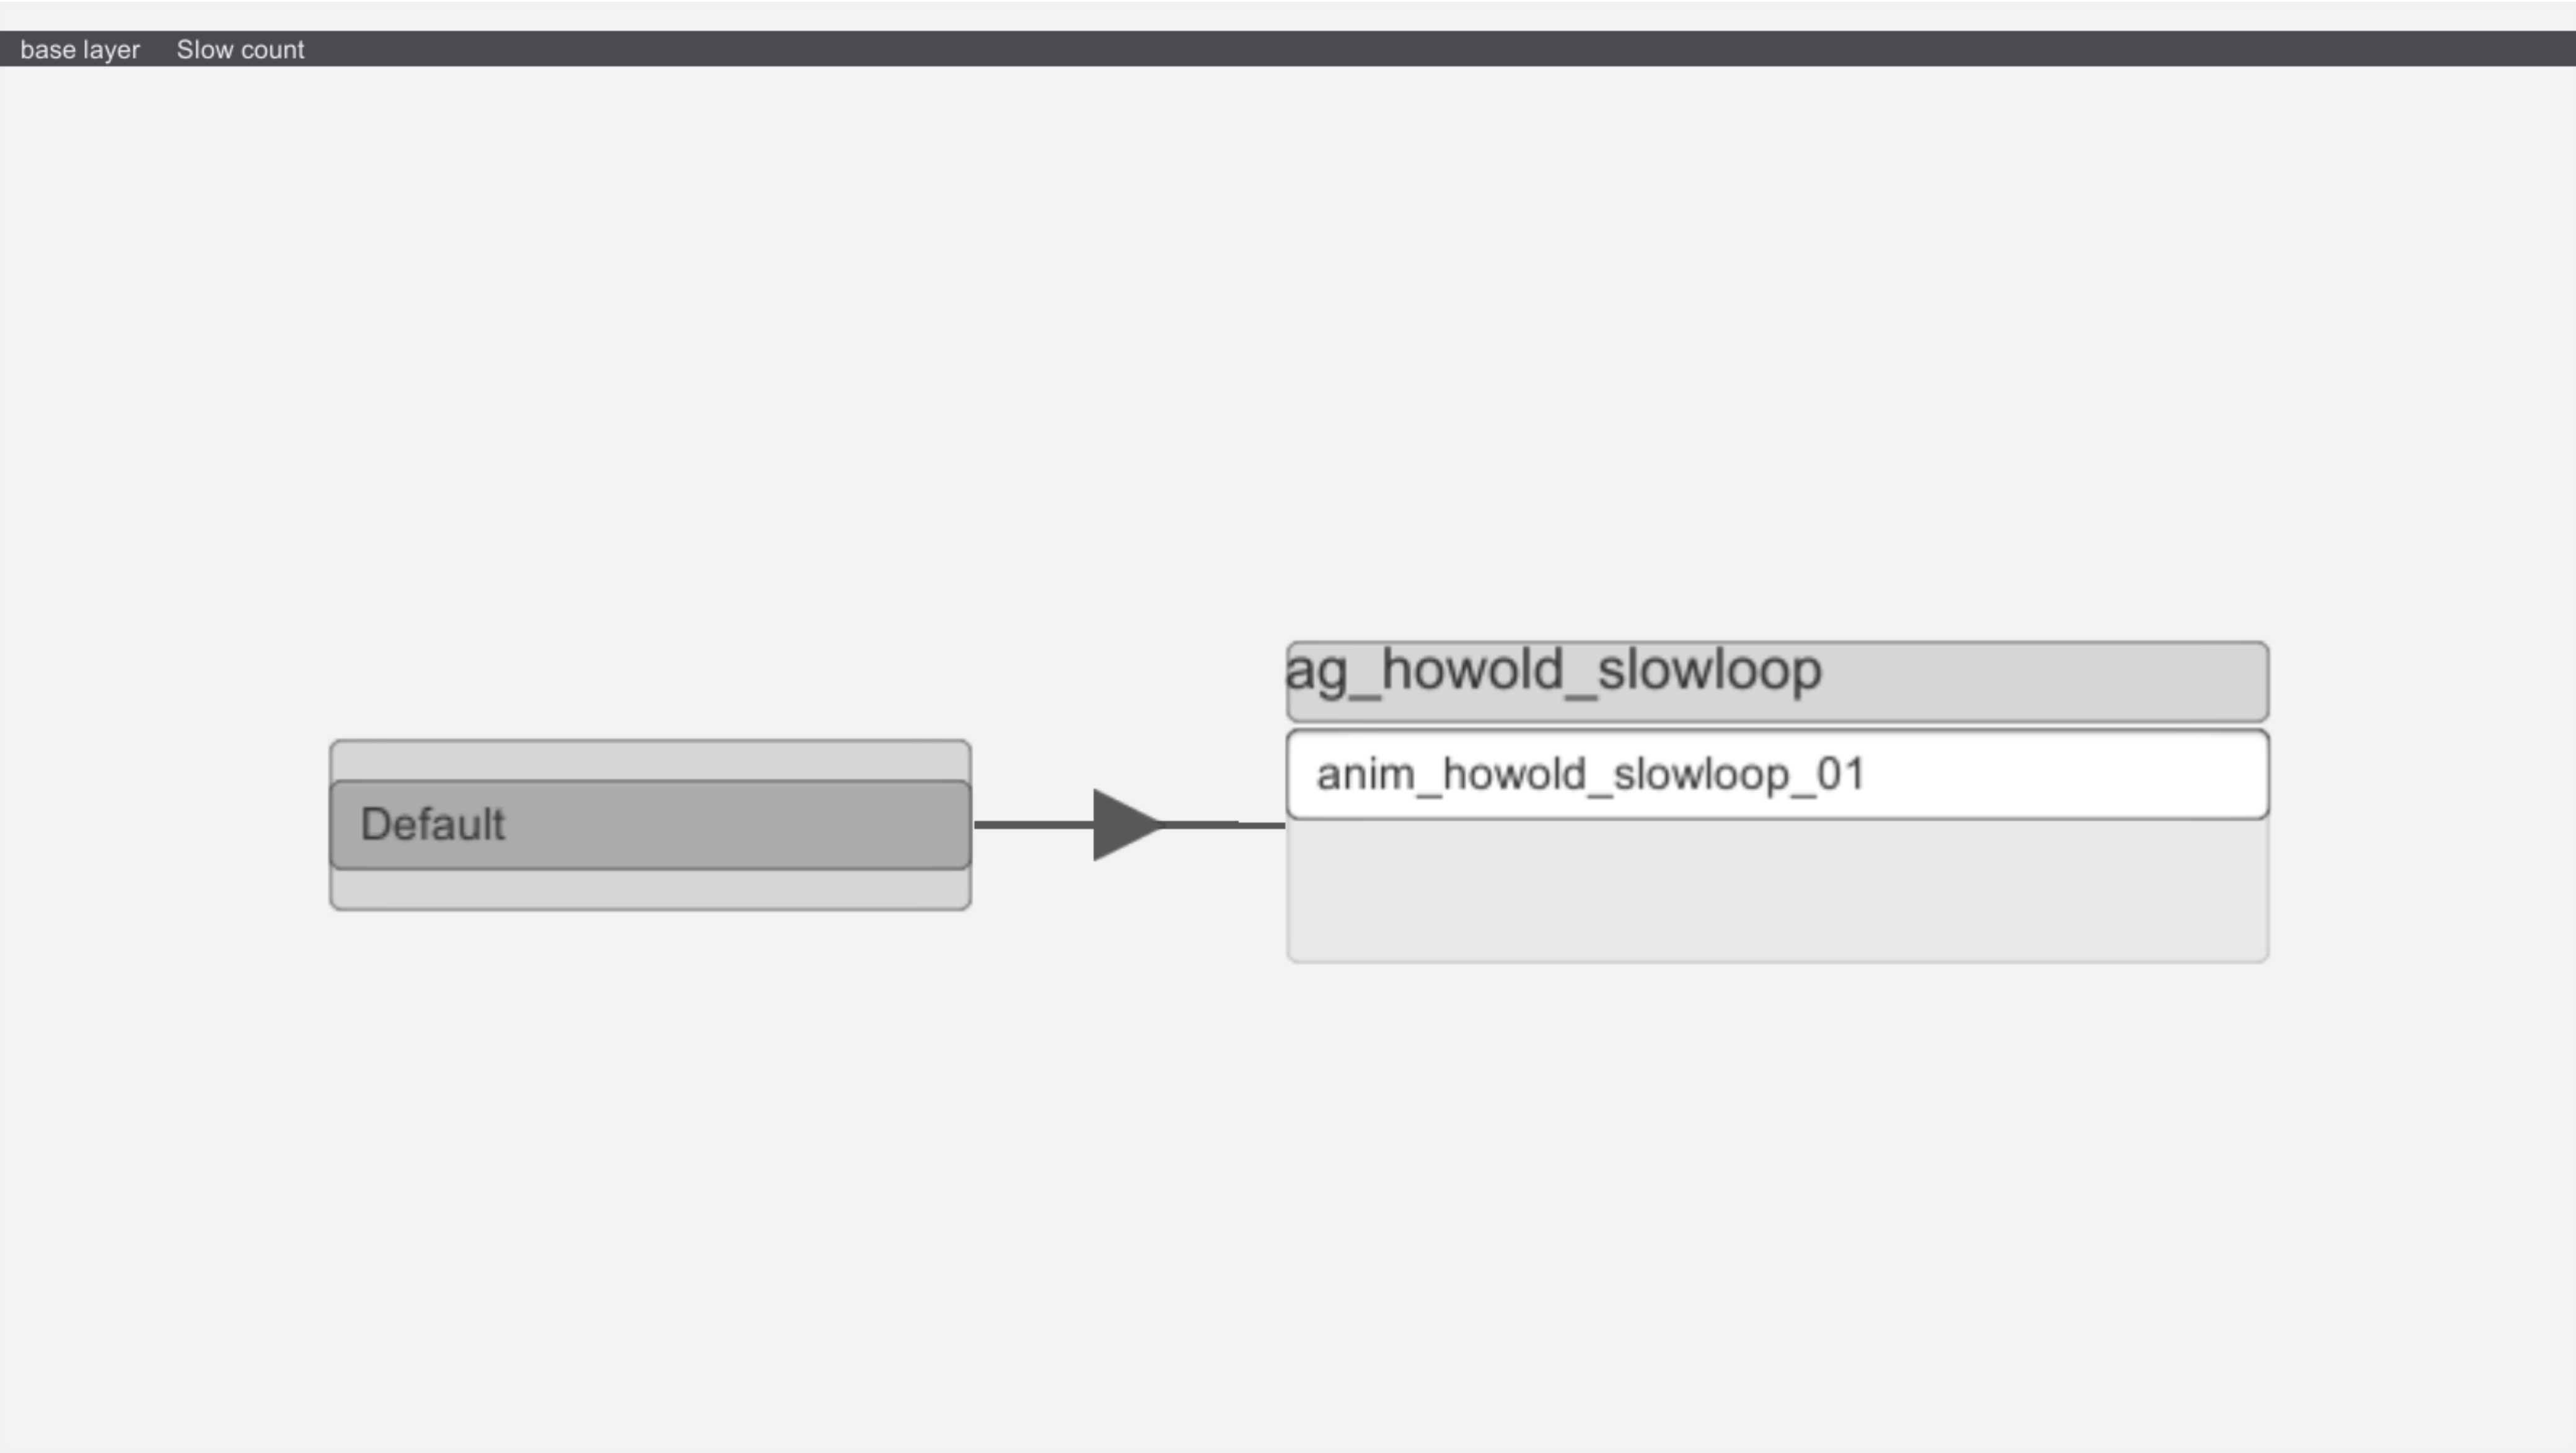 base layer Slow count
ag_howold_slowloop
anim_howold_slowloop_01
Default